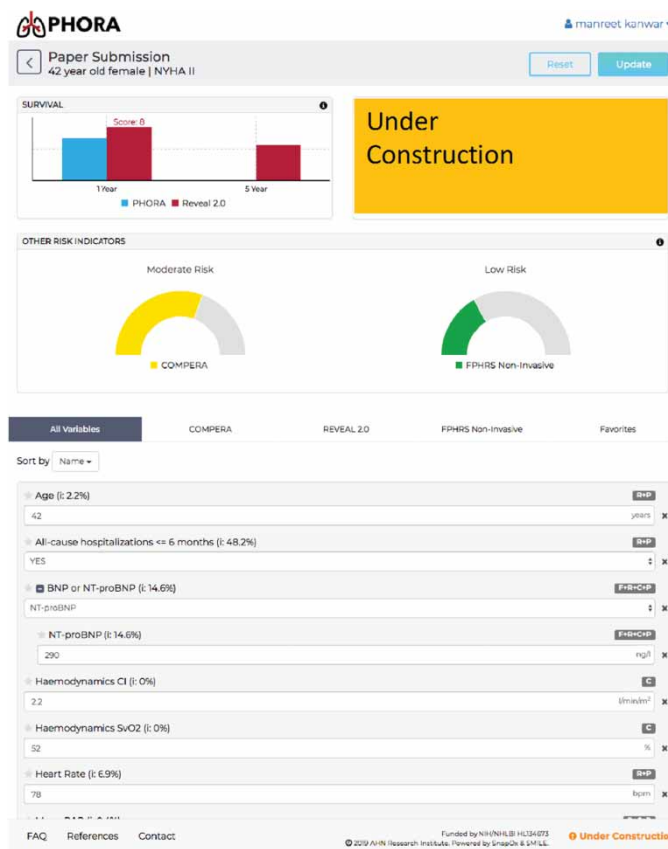 PHORA
manreet kanwar
Paper Submission
42 year old female | NYHA II
Reset
Update
SURVIVAL
Score: 8
1 Year
5 Year
PHORA
Reveal 2.0
Under
Construction
OTHER RISK INDICATORS
Moderate Risk
Low Risk
COMPERA
FPHRS Non-Invasive
All Variables
COMPERA
REVEAL 2.0
FPHRS Non-Invasive
Favorites
Sort by
Name
Age (i: 2.2%)
R+P
42
years
All-cause hospitalizations <= 6 months (i: 48.2%)
R+P
YES
BNP or NT-proBNP (i: 14.6%)
F+R+C+P
NT-proBNP
NT-proBNP (i: 14.6%)
F+R+C+P
290
ng/l
Haemodynamics CI (i: 0%)
C
2.2
l/min/m²
Haemodynamics SvO2 (i: 0%)
C
52
%
Heart Rate (i: 6.9%)
R+P
78
bpm
FAQ
References
Contact
Funded by NIH/NHLBI HL134673
© 2019 AHN Research Institute. Powered by SnapOx & SMILE.
Under Constructio